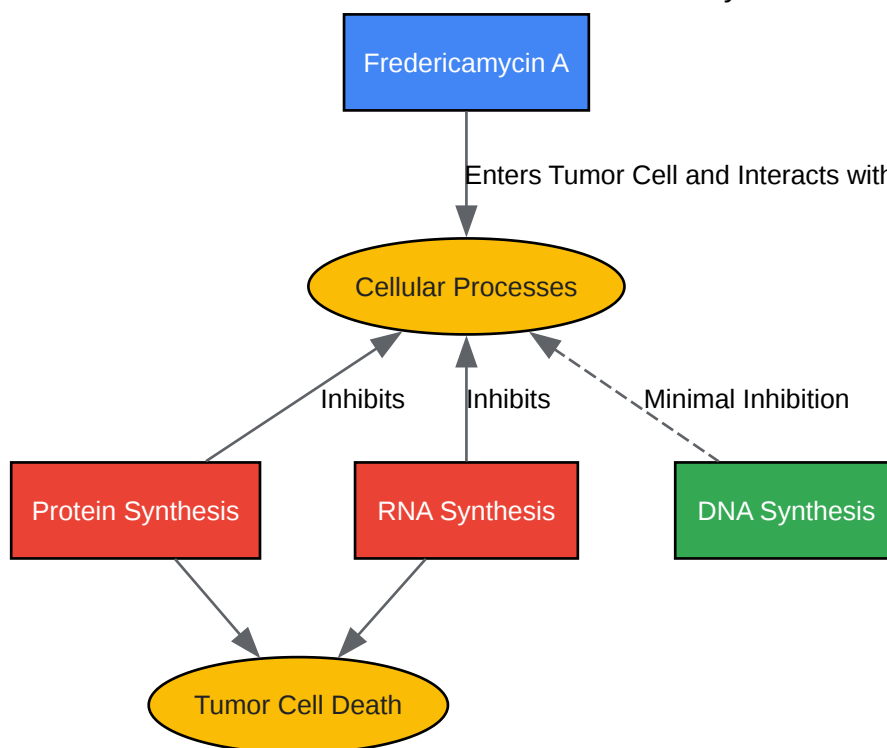 Fredericamycin A
Enters Tumor Cell and Interacts with
Cellular Processes
Inhibits
Inhibits
Minimal Inhibition
Protein Synthesis
RNA Synthesis
DNA Synthesis
Tumor Cell Death